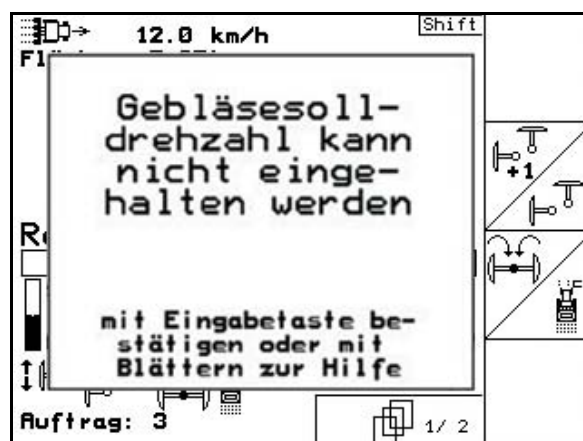 Shift
12.0 km/h
Gebläsesoll-
drehzahl kann
nicht einge-
halten werden
+1
mit Eingabetaste be-
stätigen oder mit
Blättern zur Hilfe
Auftrag: 3
1/ 2